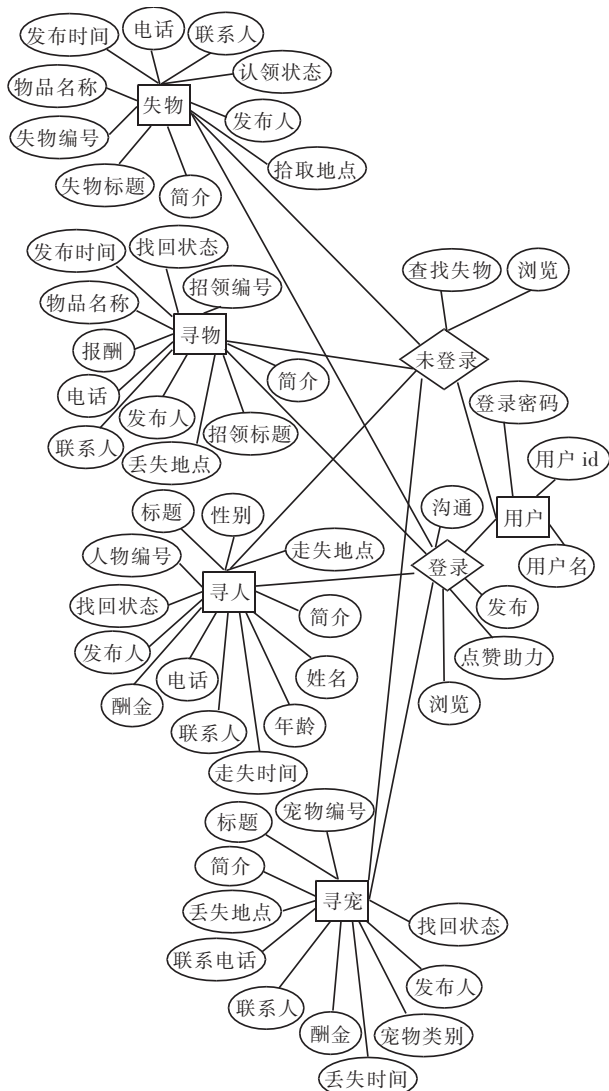 电话
发布时间
联系人
认领状态
物品名称
失物
发布人
失物编号
拾取地点
失物标题
简介
找回状态
发布时间
招领编号
查找失物
浏览
物品名称
寻物
报酬
未登录
简介
电话
登录密码
发布人
招领标题
联系人
丢失地点
用户 id
标题
性别
沟通
用户
走失地点
人物编号
登录
用户名
寻人
找回状态
简介
发布
发布人
点赞助力
电话
姓名
酬金
浏览
联系人
年龄
走失时间
宠物编号
标题
简介
寻宠
丢失地点
找回状态
联系电话
发布人
联系人
酬金
宠物类别
丢失时间